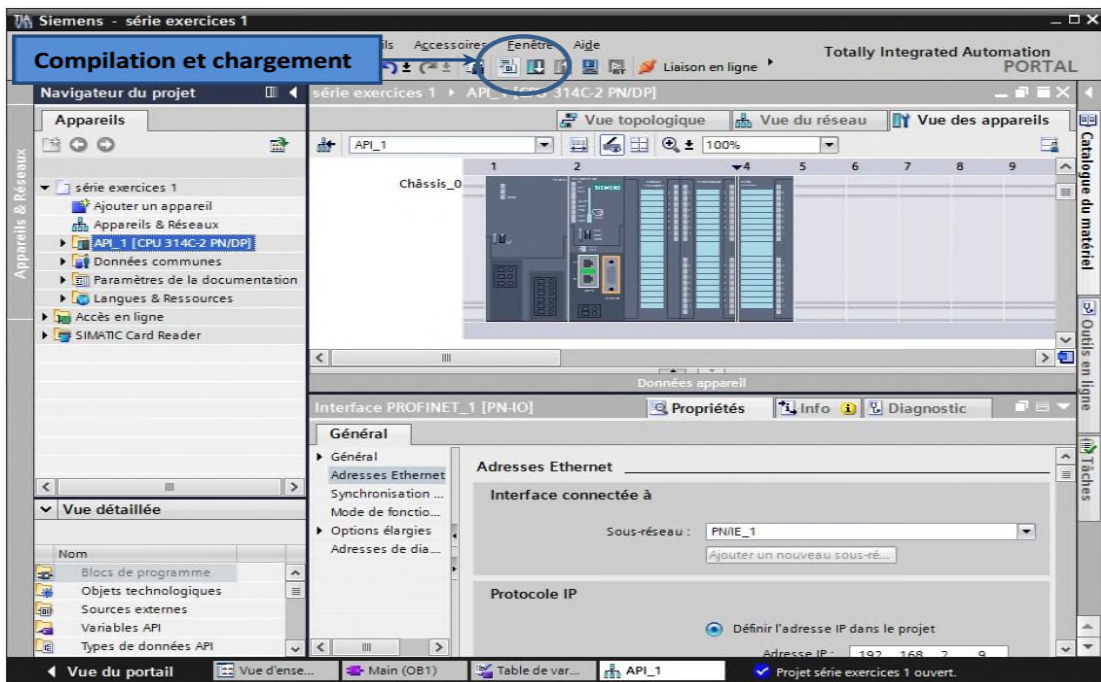 Siemens - série exercices 1
Compilation et chargement
ils Accessoires Fenêtre Aide
Totally Integrated Automation
PORTAL
Liaison en ligne
Navigateur du projet
série exercices 1 ▸ API_1 [CPU 314C-2 PN/DP]
Appareils
Vue topologique
Vue du réseau
Vue des appareils
API_1
100%
1 2 4 5 6 7 8 9
Châssis_0
SIEMENS
série exercices 1
Ajouter un appareil
Appareils & Réseaux
API_1 [CPU 314C-2 PN/DP]
Données communes
Paramètres de la documentation
Langues & Ressources
Accès en ligne
SIMATIC Card Reader
Appareils & Réseaux
Catalogue du matériel
Outils en ligne
Tâches
Données appareil
Interface PROFINET_1 [PN-IO]
Propriétés
Info
Diagnostic
Général
Général
Adresses Ethernet
Synchronisation ...
Mode de fonctio...
Options élargies
Adresses de dia...
Adresses Ethernet
Interface connectée à
Sous-réseau : PN/IE_1
Ajouter un nouveau sous-ré...
Protocole IP
Définir l'adresse IP dans le projet
Adresse IP : 192 168 2 9
Vue détaillée
Nom
Blocs de programme
Objets technologiques
Sources externes
Variables API
Types de données API
Vue du portail
Vue d'ense...
Main (OB1)
Table de var...
API_1
Projet série exercices 1 ouvert.